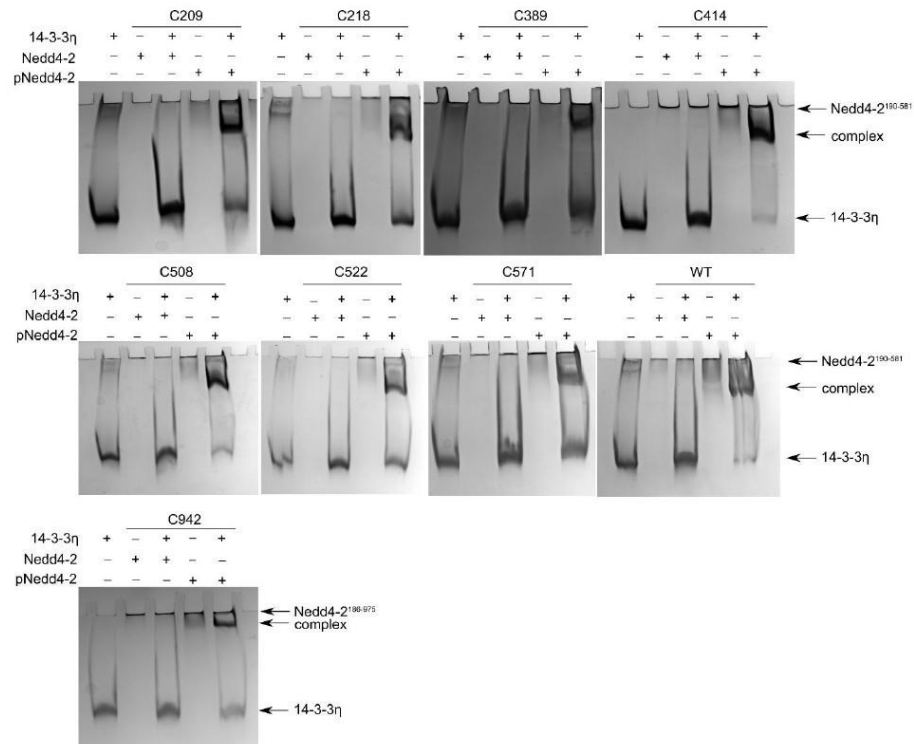 C209 C218 C389 C414
14-3-3η + – + – + + – + – + + – + – + + – + – +
Nedd4-2 – + + – – – + + – – – + + – – – + + – –
pNedd4-2 – – – + + – – – + + – – – + + – – – + +
Nedd4-2¹⁹⁰⁻⁵⁸¹
complex
14-3-3η
C508 C522 C571 WT
14-3-3η + – + – + + – + – + + – + – + + – + – +
Nedd4-2 – + + – – – + + – – – + + – – – + + – –
pNedd4-2 – – – + + – – – + + – – – + + – – – + +
Nedd4-2¹⁹⁰⁻⁵⁸¹
complex
14-3-3η
C942
14-3-3η + – + – +
Nedd4-2 – + + – –
pNedd4-2 – – – + +
Nedd4-2¹⁸⁶⁻⁹⁷⁵
complex
14-3-3η